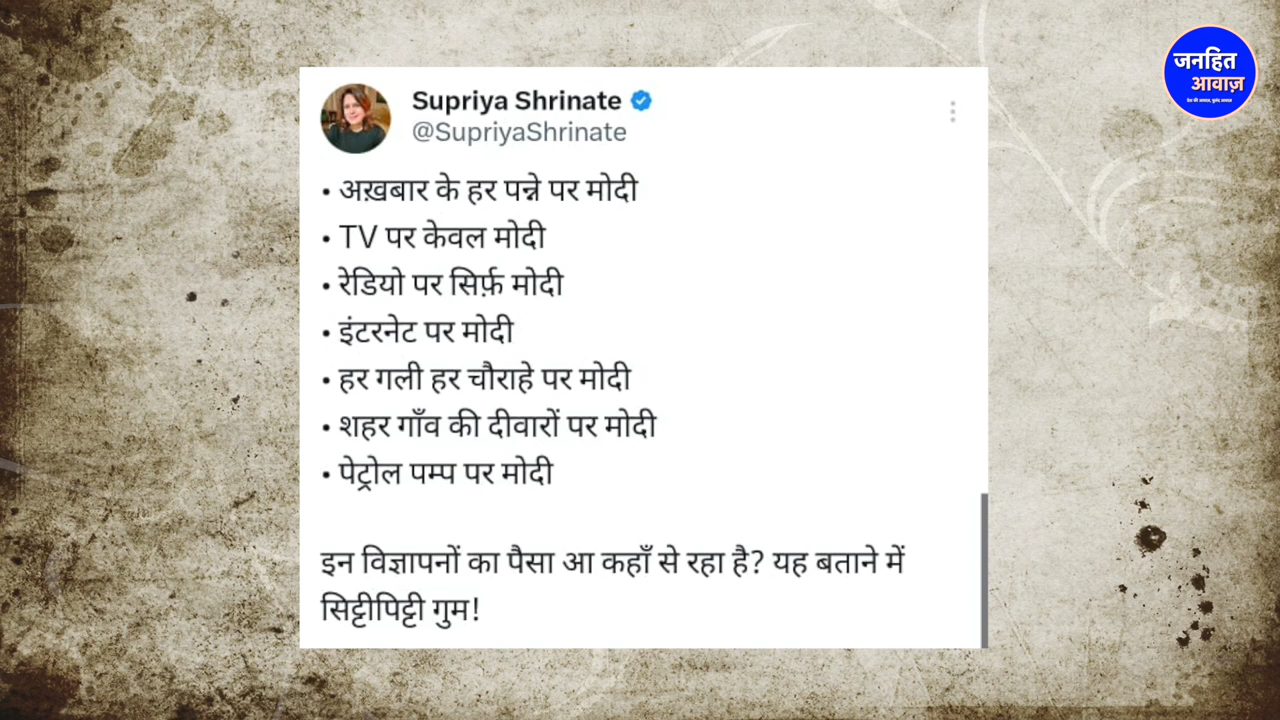 जनहित
आवाज़
Supriya Shrinate
@SupriyaShrinate
• अख़बार के हर पन्ने पर मोदी
• TV पर केवल मोदी
• रेडियो पर सिर्फ़ मोदी
• इंटरनेट पर मोदी
• हर गली हर चौराहे पर मोदी
• शहर गाँव की दीवारों पर मोदी
• पेट्रोल पम्प पर मोदी
इन विज्ञापनों का पैसा आ कहाँ से रहा है? यह बताने में
सिट्टीपिट्टी गुम!